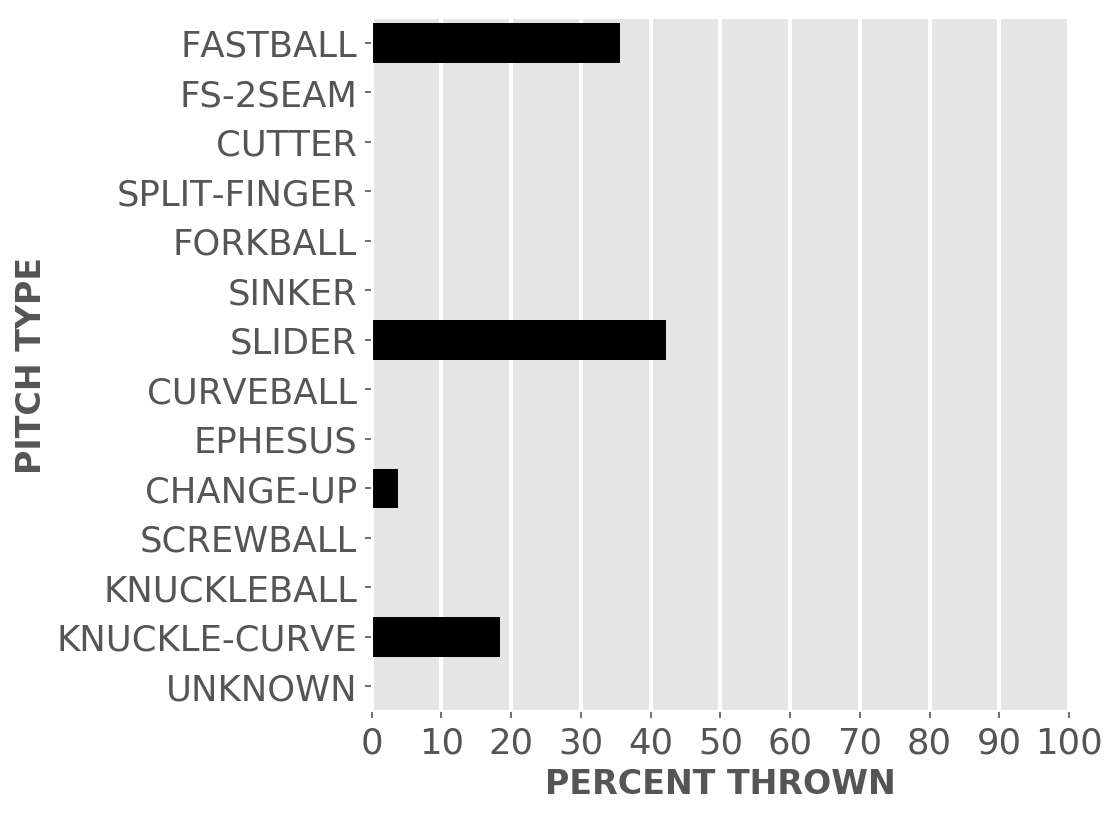 FASTBALL
FS-2SEAM
CUTTER
SPLIT-FINGER
FORKBALL
SINKER
SLIDER
CURVEBALL
EPHESUS
CHANGE-UP
SCREWBALL
KNUCKLEBALL
KNUCKLE-CURVE
UNKNOWN
PITCH TYPE
0 10 20 30 40 50 60 70 80 90 100
PERCENT THROWN